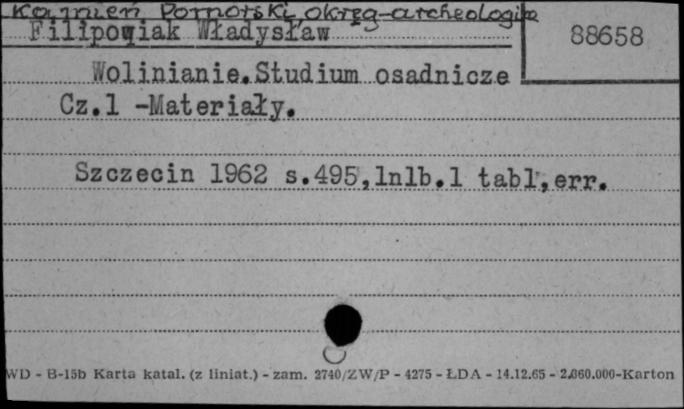 Kamień Pomorski, okręg-archeologia
Filipowiak Władysław
88658
Wolinianie.Studium osadnicze
Cz.1 -Materiały.
Szczecin 1962 s.495,lnlb.1 tabl,err.
WD - B-15b Karta katal. (z liniat.) - zam. 2740/ZW/P - 4275 - ŁDA - 14.12.65 - 2.060.000-Karton